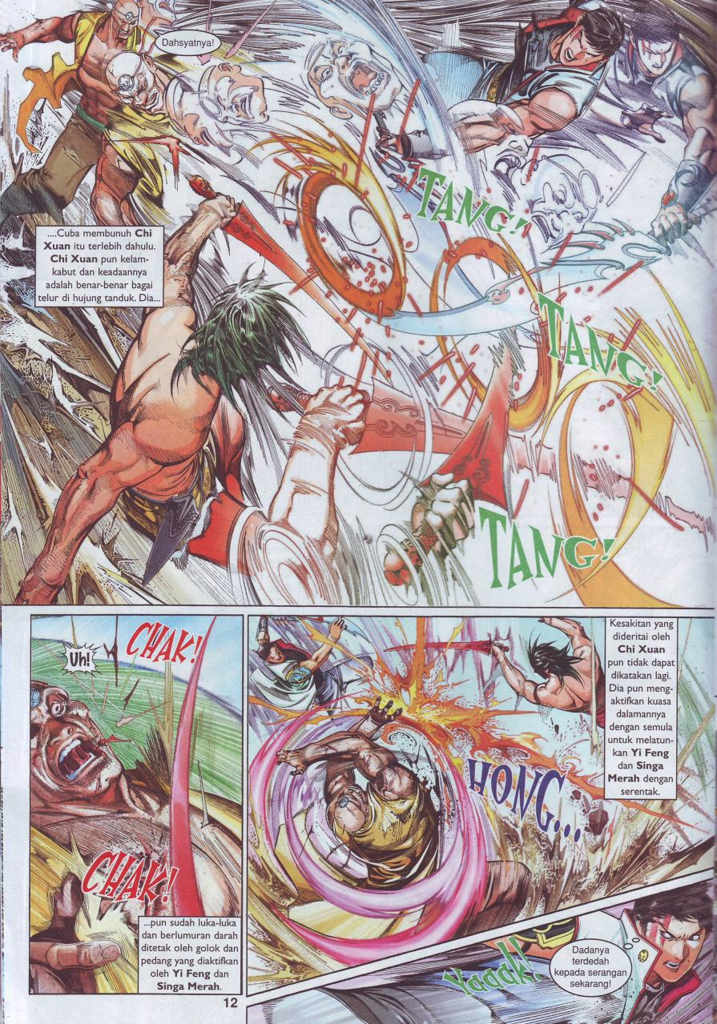 Dahsyatnya!
TANG!
....Cuba membunuh Chi
Xuan itu terlebih dahulu.
Chi Xuan pun kelam-
kabut dan keadaannya
adalah benar-benar bagai
telur di hujung tanduk. Dia...
TANG!
TANG!
Uh!
CHAK!
CHAK!
...pun sudah luka-luka
dan berlumuran darah
ditetak oleh golok dan
pedang yang diaktifkan
oleh Yi Feng dan
Singa Merah.
Kesakitan yang
dideritai oleh
Chi Xuan
pun tidak dapat
dikatakan lagi.
Dia pun meng-
aktifkan kuasa
dalamannya
dengan semula
untuk melatun-
kan Yi Feng
dan Singa
Merah dengan
serentak.
HONG...
Yaaak!
Dadanya
terdedah
kepada serangan
sekarang!
12